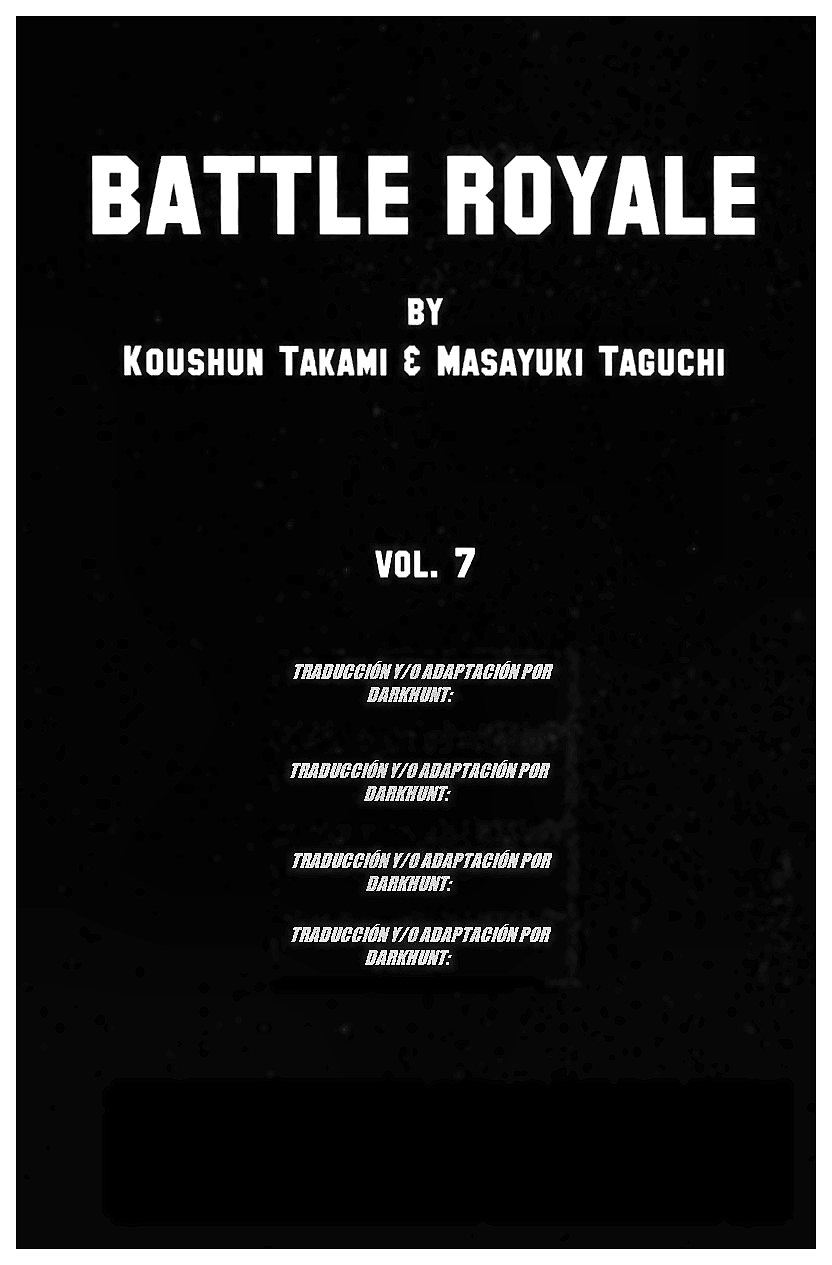 BATTLE ROYALE
BY
KOUSHUN TAKAMI & MASAYUKI TAGUCHI
VOL. 7
TRADUCCIÓN Y/O ADAPTACIÓN POR
DARKHUNT:
TRADUCCIÓN Y/O ADAPTACIÓN POR
DARKHUNT:
TRADUCCIÓN Y/O ADAPTACIÓN POR
DARKHUNT:
TRADUCCIÓN Y/O ADAPTACIÓN POR
DARKHUNT: